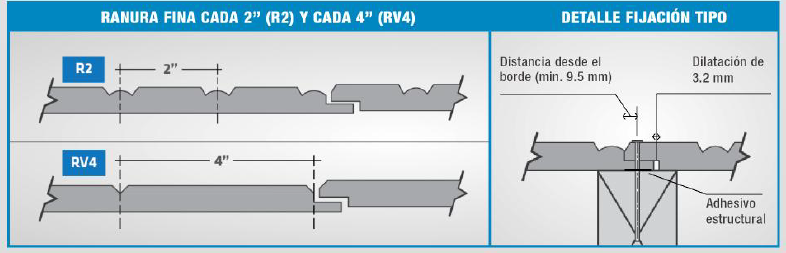 RANURA FINA CADA 2” (R2) Y CADA 4” (RV4)
R2
2”
RV4
4”
DETALLE FIJACIÓN TIPO
Distancia desde el
borde (min. 9.5 mm)
Dilatación de
3.2 mm
Adhesivo
estructural